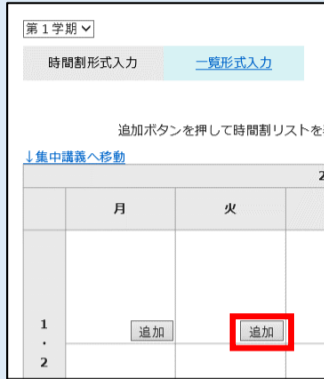 第1学期
時間割形式入力 一覧形式入力
追加ボタンを押して時間割リストを
↓集中講義へ移動
2
月 火
1・2 追加 追加